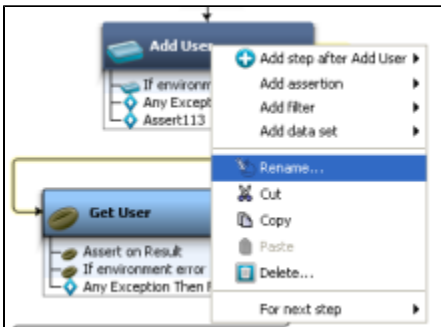 Add User
If environm
Any Except
Assert113
Add step after Add User
Add assertion
Add filter
Add data set
Rename...
Cut
Copy
Paste
Delete...
For next step
Get User
Assert on Result
If environment error
Any Exception Then F